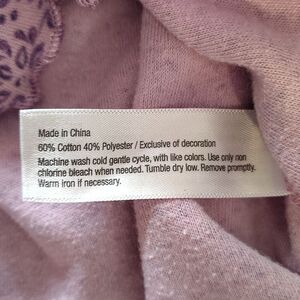 Made in China
60% Cotton 40% Polyester / Exclusive of decoration
Machine wash cold gentle cycle, with like colors. Use only non
chlorine bleach when needed. Tumble dry low. Remove promptly.
Warm iron if necessary.